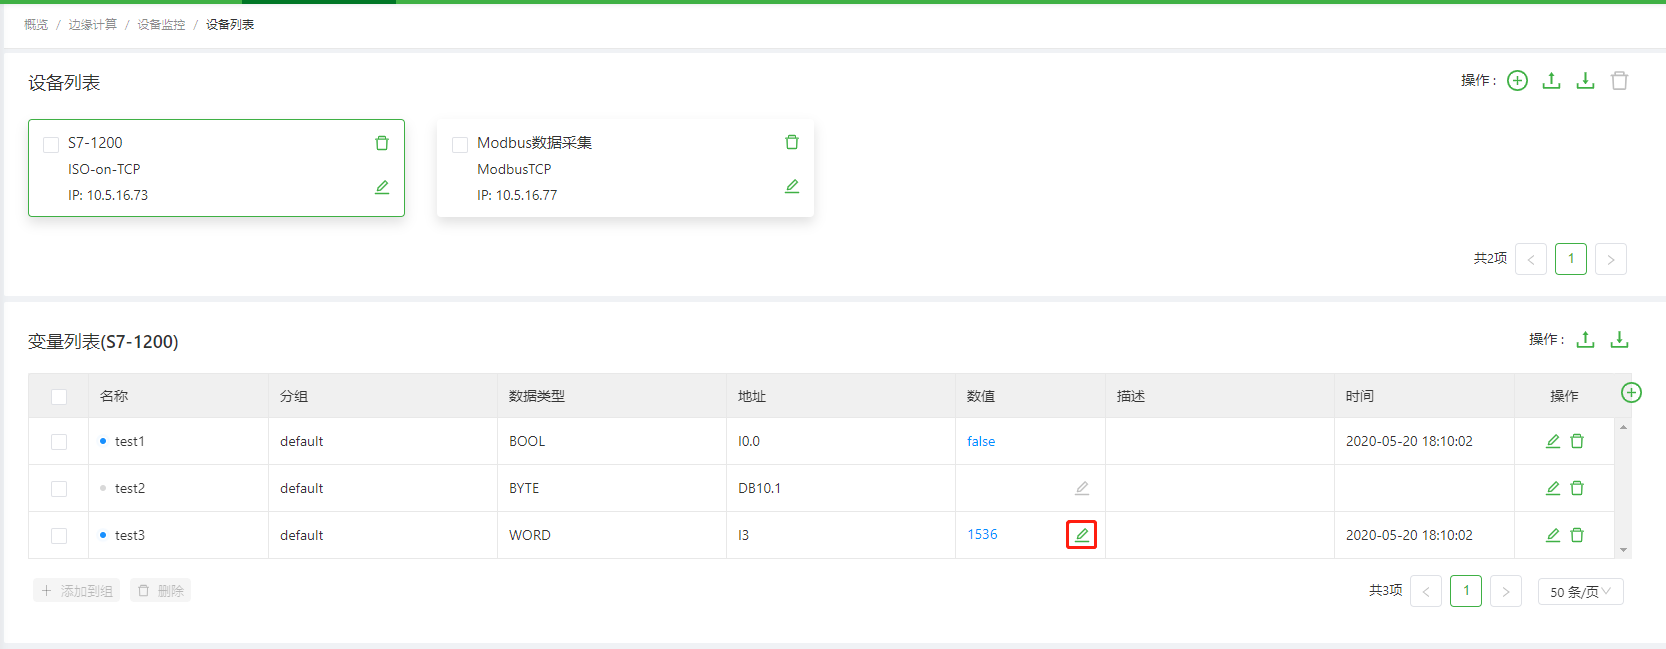 概览 / 边缘计算 / 设备监控 / 设备列表
设备列表
操作 :
S7-1200
ISO-on-TCP
IP: 10.5.16.73
Modbus数据采集
ModbusTCP
IP: 10.5.16.77
共2项 < 1 >
变量列表(S7-1200)
操作 :
名称 分组 数据类型 地址 数值 描述 时间 操作
test1 default BOOL I0.0 false 2020-05-20 18:10:02
test2 default BYTE DB10.1
test3 default WORD I3 1536 2020-05-20 18:10:02
+ 添加到组 删除
共3项 < 1 > 50 条/页